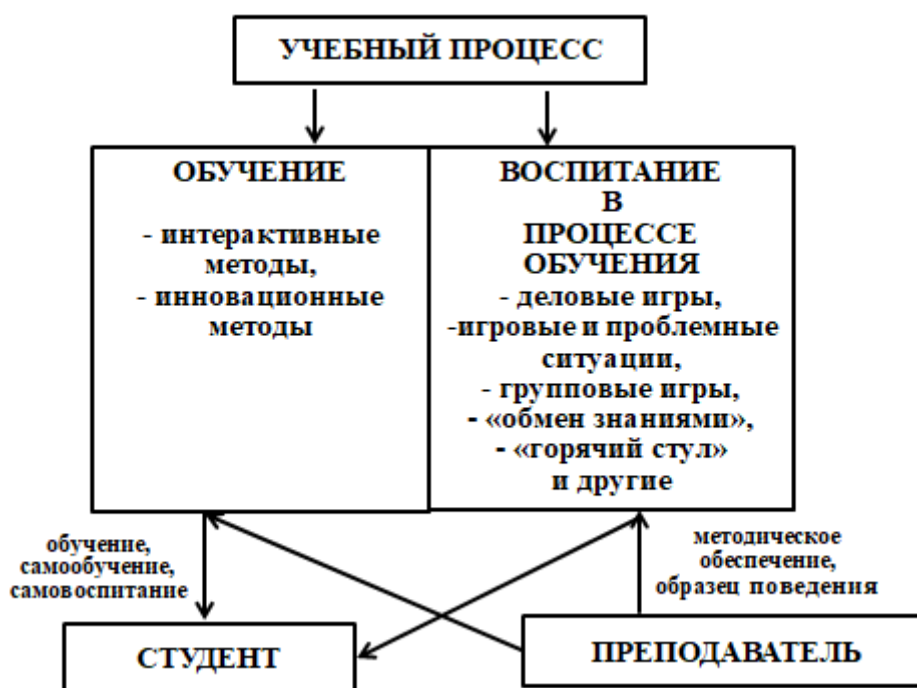 УЧЕБНЫЙ ПРОЦЕСС
ОБУЧЕНИЕ
- интерактивные
методы,
- инновационные
методы
ВОСПИТАНИЕ
В
ПРОЦЕССЕ
ОБУЧЕНИЯ
- деловые игры,
-игровые и проблемные
ситуации,
- групповые игры,
- «обмен знаниями»,
- «горячий стул»
и другие
обучение,
самообучение,
самовоспитание
методическое
обеспечение,
образец поведения
СТУДЕНТ
ПРЕПОДАВАТЕЛЬ